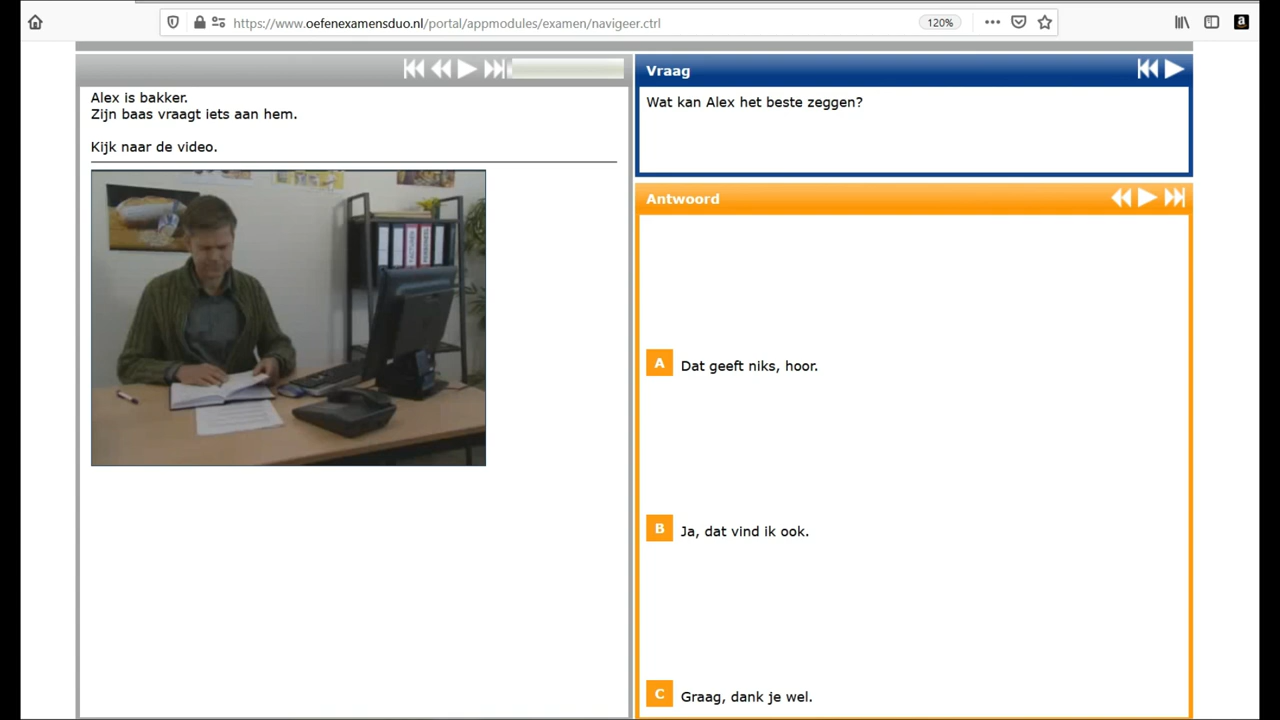 https://www.oefenexamensduo.nl/portal/appmodules/examen/navigeer.ctrl
120%
Alex is bakker.
Zijn baas vraagt iets aan hem.
Kijk naar de video.
FACTUREN
Vraag
Wat kan Alex het beste zeggen?
Antwoord
A Dat geeft niks, hoor.
B Ja, dat vind ik ook.
C Graag, dank je wel.